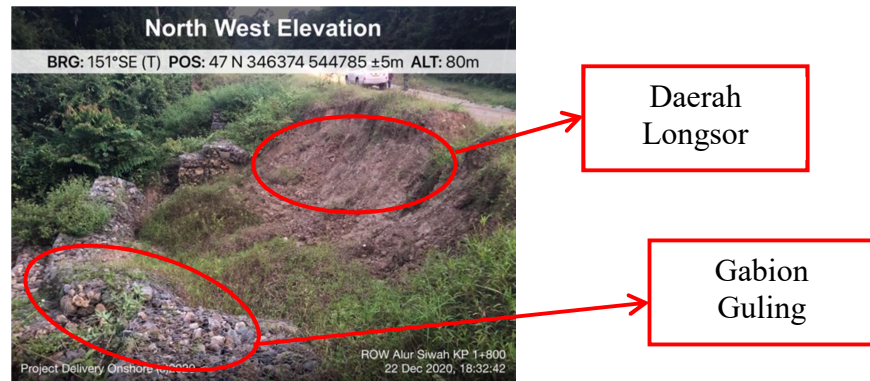 North West Elevation
BRG: 151°SE (T) POS: 47 N 346374 544785 ±5m ALT: 80m
Daerah
Longsor
Gabion
Guling
ROW Alur Siwah KP 1+800
Project Delivery Onshore (c)2020
22 Dec 2020, 18:32:42